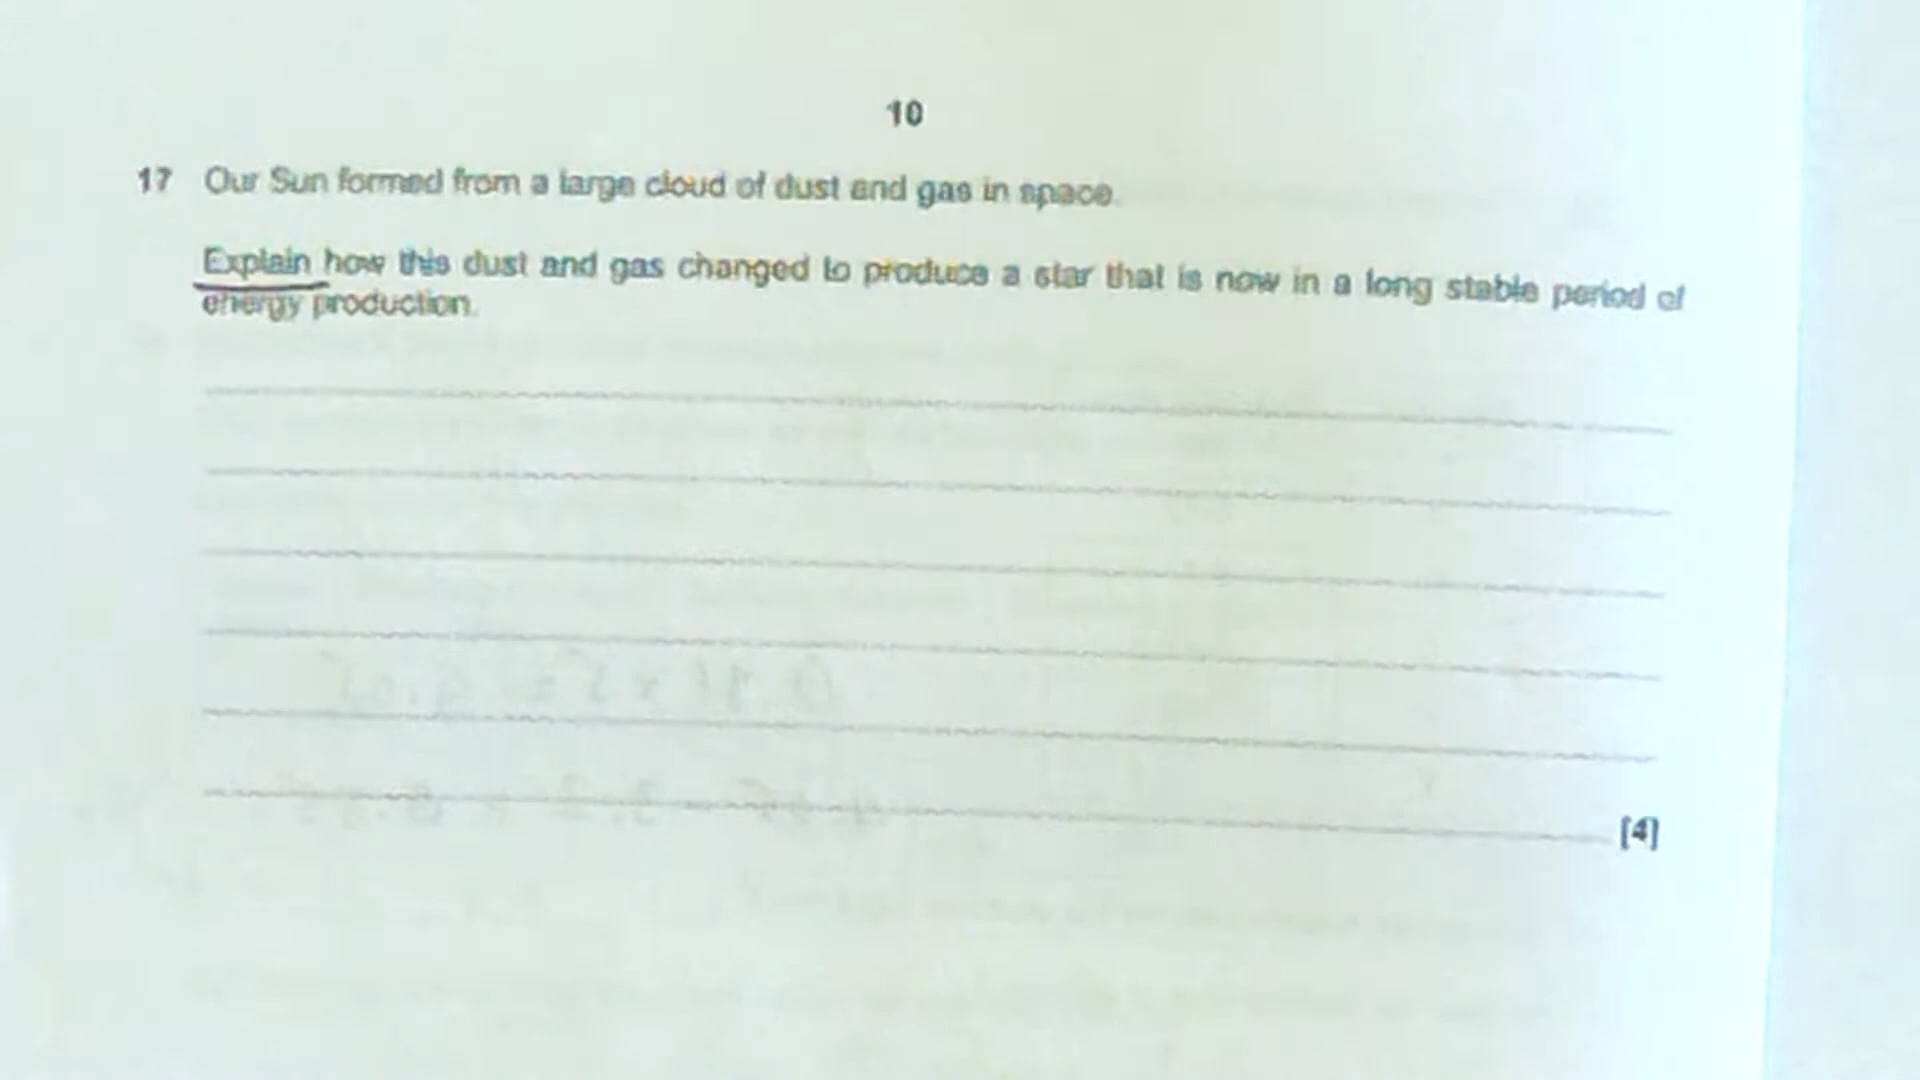 10
17 Our Sun formed from a large cloud of dust and gas in space.
Explain how this dust and gas changed to produce a star that is now in a long stable period of
energy production.
[4]